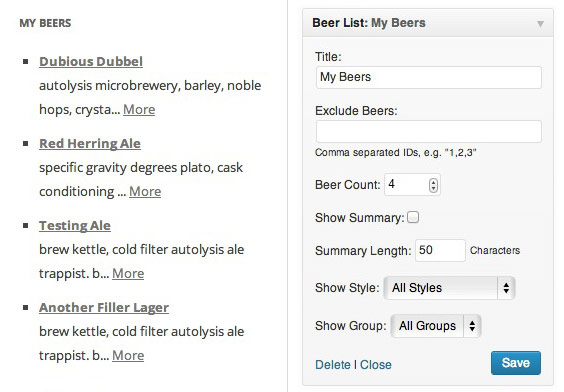 MY BEERS
Dubious Dubbel
autolysis microbrewery, barley, noble
hops, crysta... More
Red Herring Ale
specific gravity degrees plato, cask
conditioning ... More
Testing Ale
brew kettle, cold filter autolysis ale
trappist. b... More
Another Filler Lager
brew kettle, cold filter autolysis ale
trappist. b... More
Beer List: My Beers
Title:
My Beers
Exclude Beers:
Comma separated IDs, e.g. "1,2,3"
Beer Count: 4
Show Summary:
Summary Length: 50 Characters
Show Style: All Styles
Show Group: All Groups
Delete | Close Save